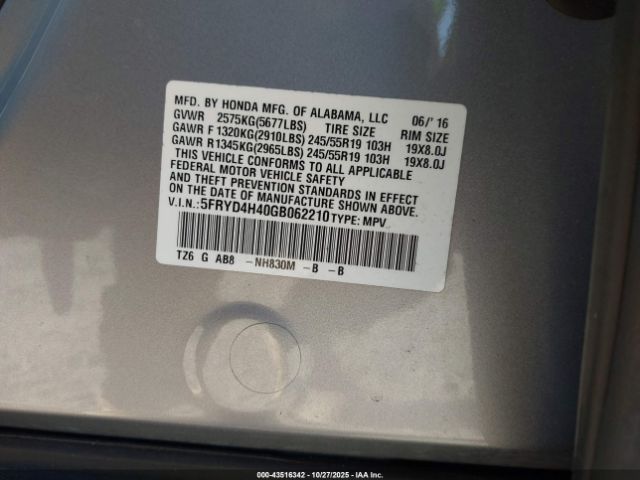 MFD. BY HONDA MFG. OF ALABAMA, LLC 06/' 16
GVWR 2575KG(5677LBS) TIRE SIZE RIM SIZE
GAWR F 1320KG(2910LBS) 245/55R19 103H 19X8.0J
GAWR R 1345KG(2965LBS) 245/55R19 103H 19X8.0J
THIS VEHICLE CONFORMS TO ALL APPLICABLE
FEDERAL MOTOR VEHICLE SAFETY
AND THEFT PREVENTION STANDARDS IN EFFECT
ON THE DATE OF MANUFACTURE SHOWN ABOVE.
V.I.N.:5FRYD4H40GB062210 TYPE: MPV
TZ6 G AB8 -NH830M -B -B
000-43516342 - 10/27/2025 - IAA Inc.